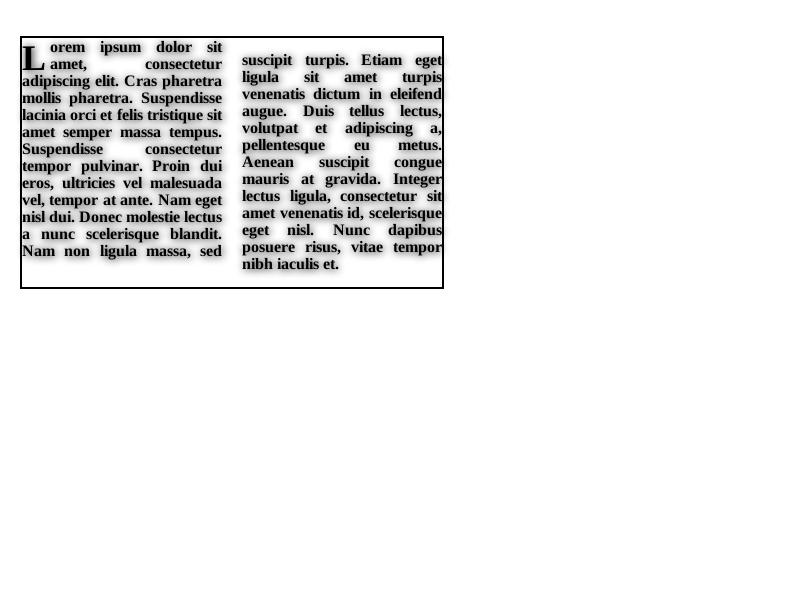 Lorem ipsum dolor sit
amet, consectetur
adipiscing elit. Cras pharetra
mollis pharetra. Suspendisse
lacinia orci et felis tristique sit
amet semper massa tempus.
Suspendisse consectetur
tempor pulvinar. Proin dui
eros, ultricies vel malesuada
vel, tempor at ante. Nam eget
nisl dui. Donec molestie lectus
a nunc scelerisque blandit.
Nam non ligula massa, sed
suscipit turpis. Etiam eget
ligula sit amet turpis
venenatis dictum in eleifend
augue. Duis tellus lectus,
volutpat et adipiscing a,
pellentesque eu metus.
Aenean suscipit congue
mauris at gravida. Integer
lectus ligula, consectetur sit
amet venenatis id, scelerisque
eget nisl. Nunc dapibus
posuere risus, vitae tempor
nibh iaculis et.